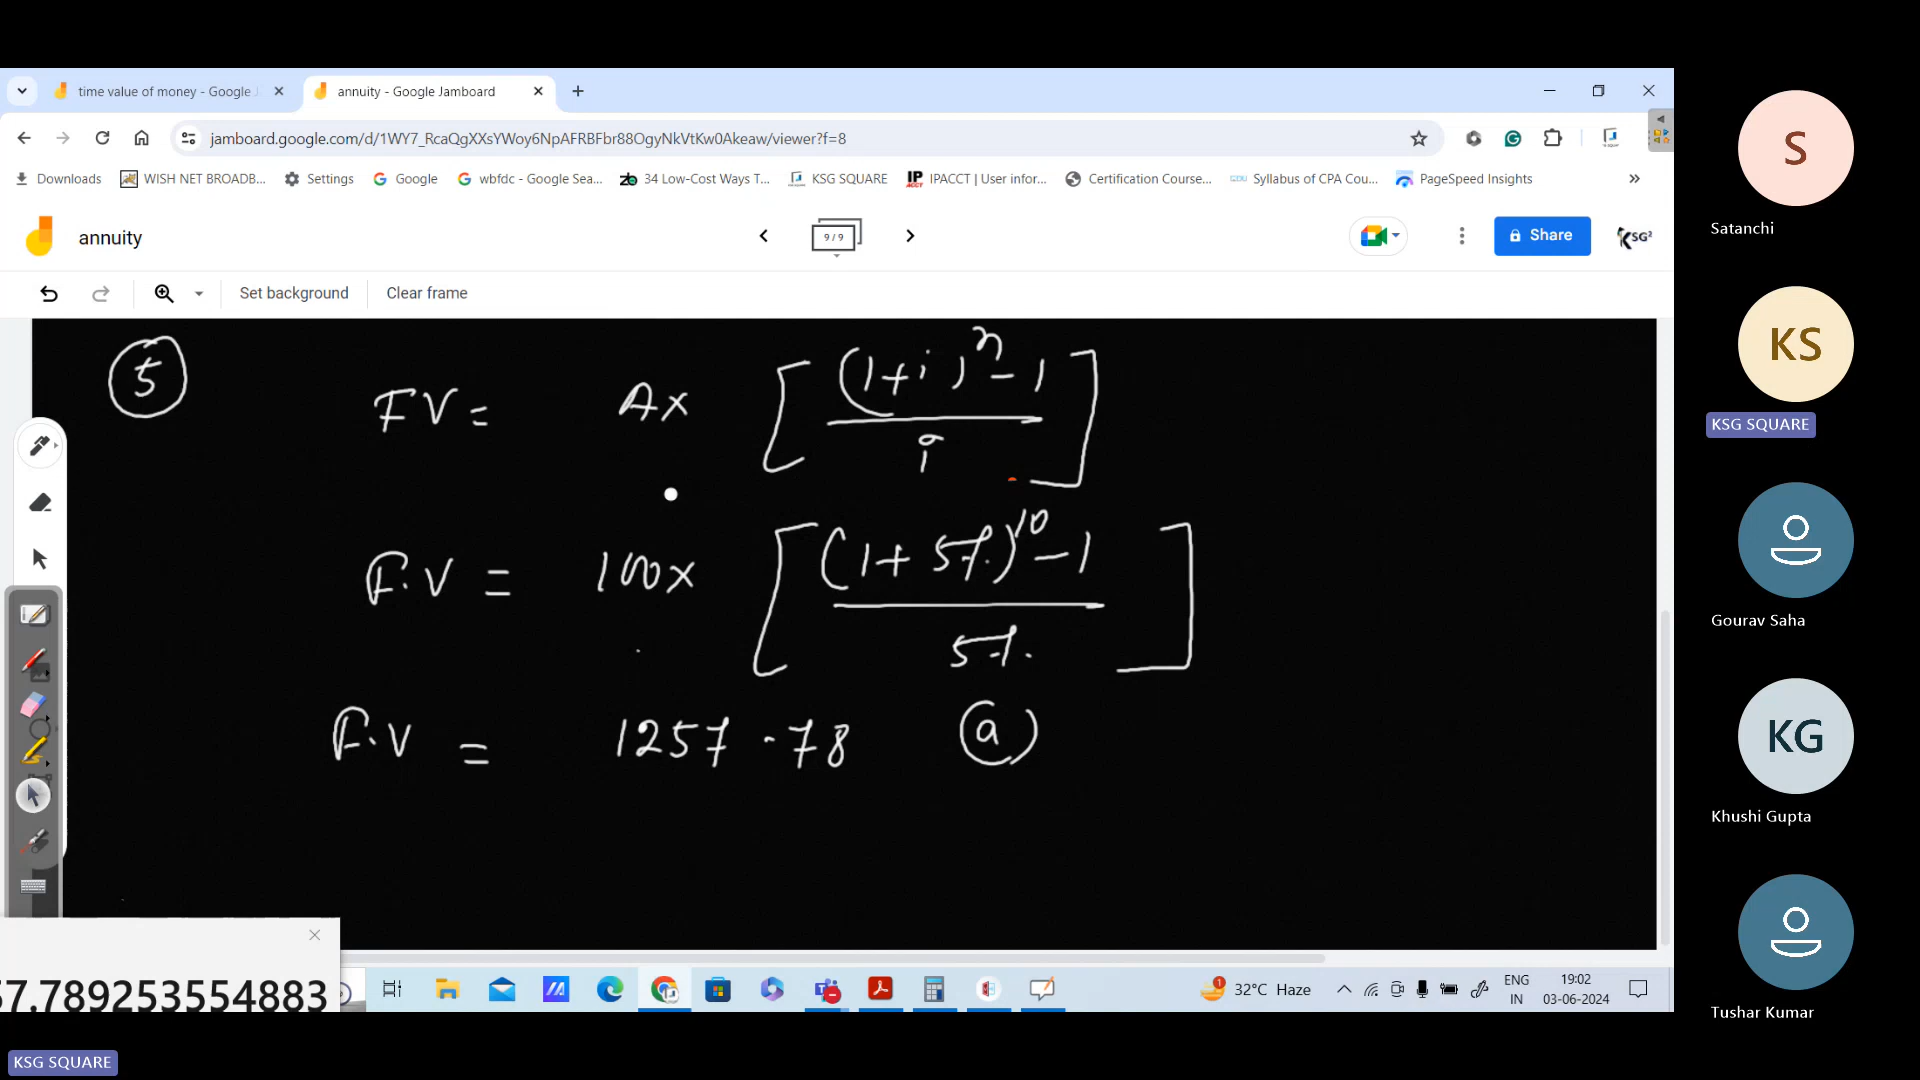 time value of money - Google J
annuity - Google Jamboard
jamboard.google.com/d/1WY7_RcaQgXXsYWoy6NpAFRBFbr88OgyNkVtKw0Akeaw/viewer?f=8
Downloads WISH NET BROADB... Settings Google wbfdc - Google Sea... 34 Low-Cost Ways T... KSG SQUARE IPACCT | User infor... Certification Course... Syllabus of CPA Cou... PageSpeed Insights »
annuity
9 / 9
Share
KSG²
Set background Clear frame
5
FV = A× [ (1+i)^n - 1 / i ]
F.V = 100× [ (1+ 5%)^10 - 1 / 5% ]
F.V = 1257.78 (a)
57.789253554883
1 32°C Haze
ENG
IN
19:02
03-06-2024
KSG SQUARE
S
Satanchi
KS
KSG SQUARE
Gourav Saha
KG
Khushi Gupta
Tushar Kumar